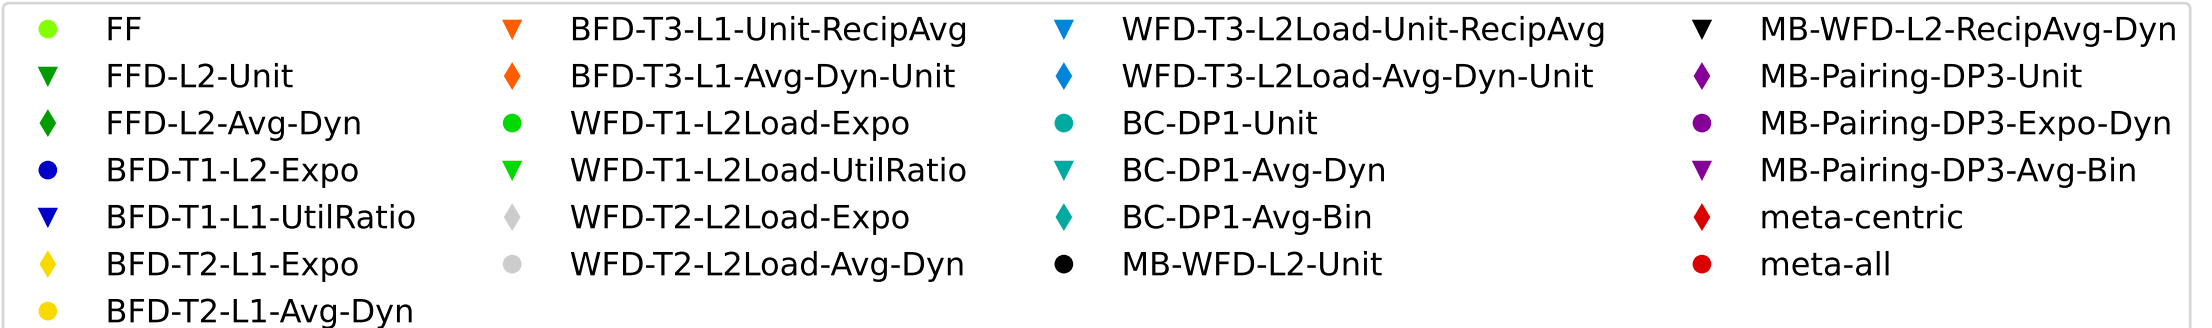 FF
FFD-L2-Unit
FFD-L2-Avg-Dyn
BFD-T1-L2-Expo
BFD-T1-L1-UtilRatio
BFD-T2-L1-Expo
BFD-T2-L1-Avg-Dyn
BFD-T3-L1-Unit-RecipAvg
BFD-T3-L1-Avg-Dyn-Unit
WFD-T1-L2Load-Expo
WFD-T1-L2Load-UtilRatio
WFD-T2-L2Load-Expo
WFD-T2-L2Load-Avg-Dyn
WFD-T3-L2Load-Unit-RecipAvg
WFD-T3-L2Load-Avg-Dyn-Unit
BC-DP1-Unit
BC-DP1-Avg-Dyn
BC-DP1-Avg-Bin
MB-WFD-L2-Unit
MB-WFD-L2-RecipAvg-Dyn
MB-Pairing-DP3-Unit
MB-Pairing-DP3-Expo-Dyn
MB-Pairing-DP3-Avg-Bin
meta-centric
meta-all